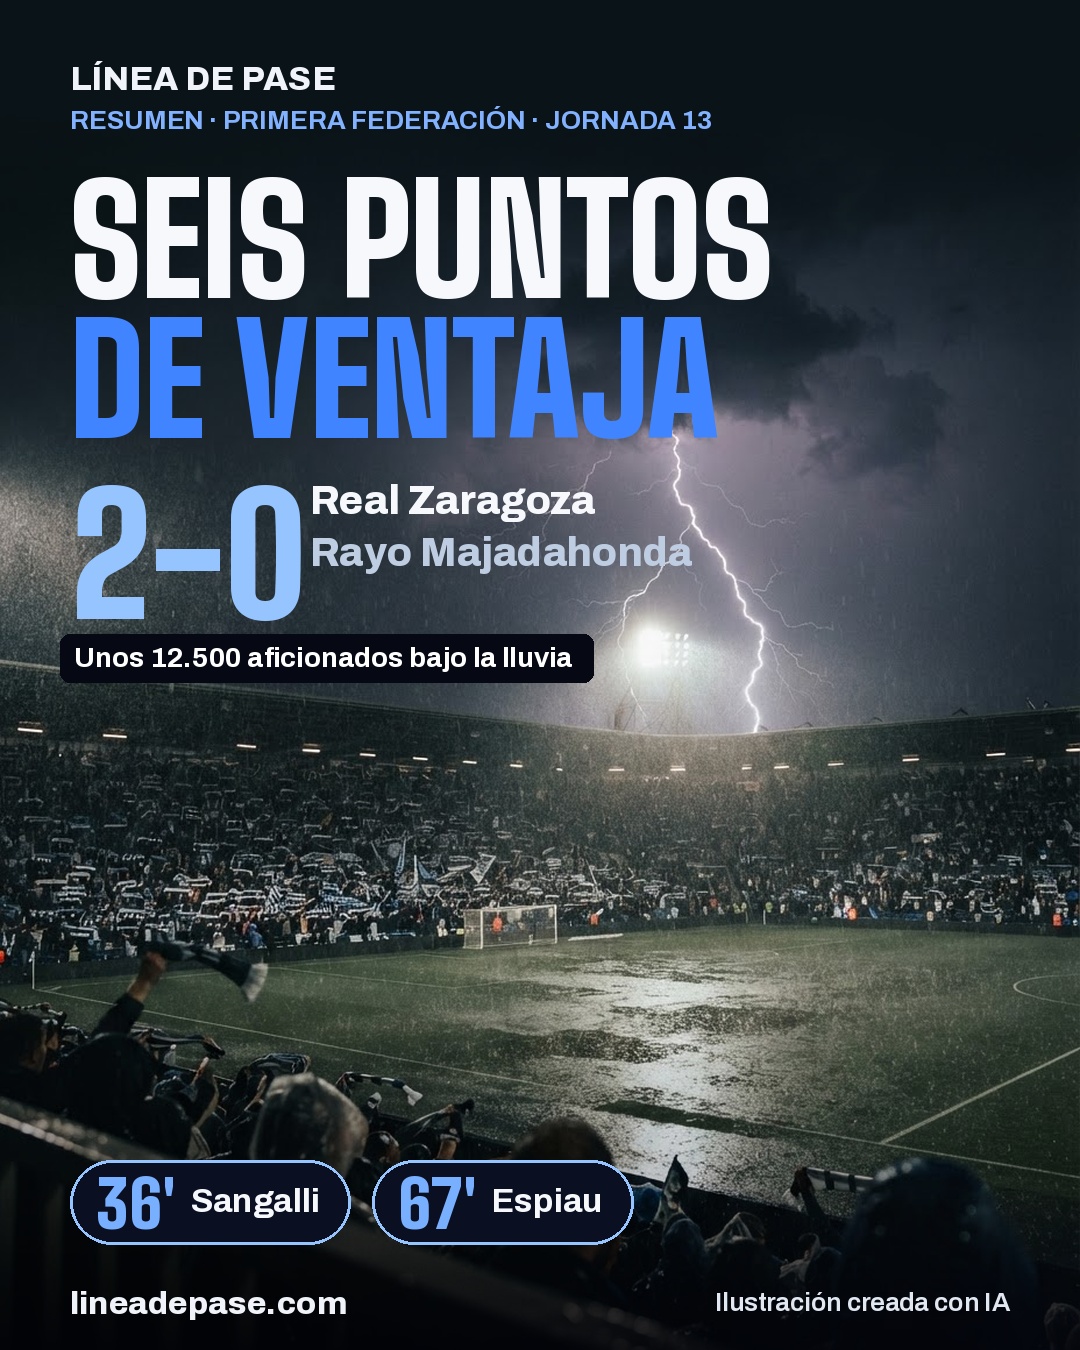 LÍNEA DE PASE
RESUMEN · PRIMERA FEDERACIÓN · JORNADA 13
SEIS PUNTOS
DE VENTAJA
2-0
Real Zaragoza
Rayo Majadahonda
Unos 12.500 aficionados bajo la lluvia
36' Sangalli
67' Espiau
lineadepase.com
Ilustración creada con IA